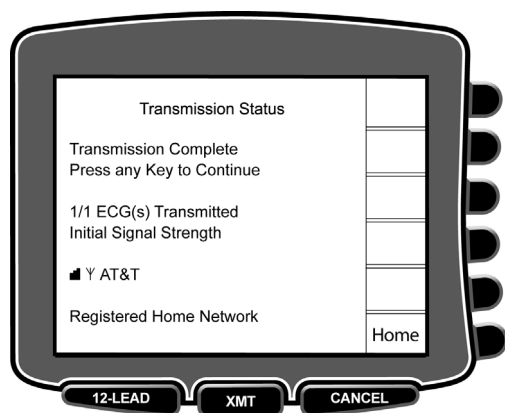 Transmission Status
Transmission Complete
Press any Key to Continue
1/1 ECG(s) Transmitted
Initial Signal Strength
AT&T
Registered Home Network
Home
12-LEAD
XMT
CANCEL